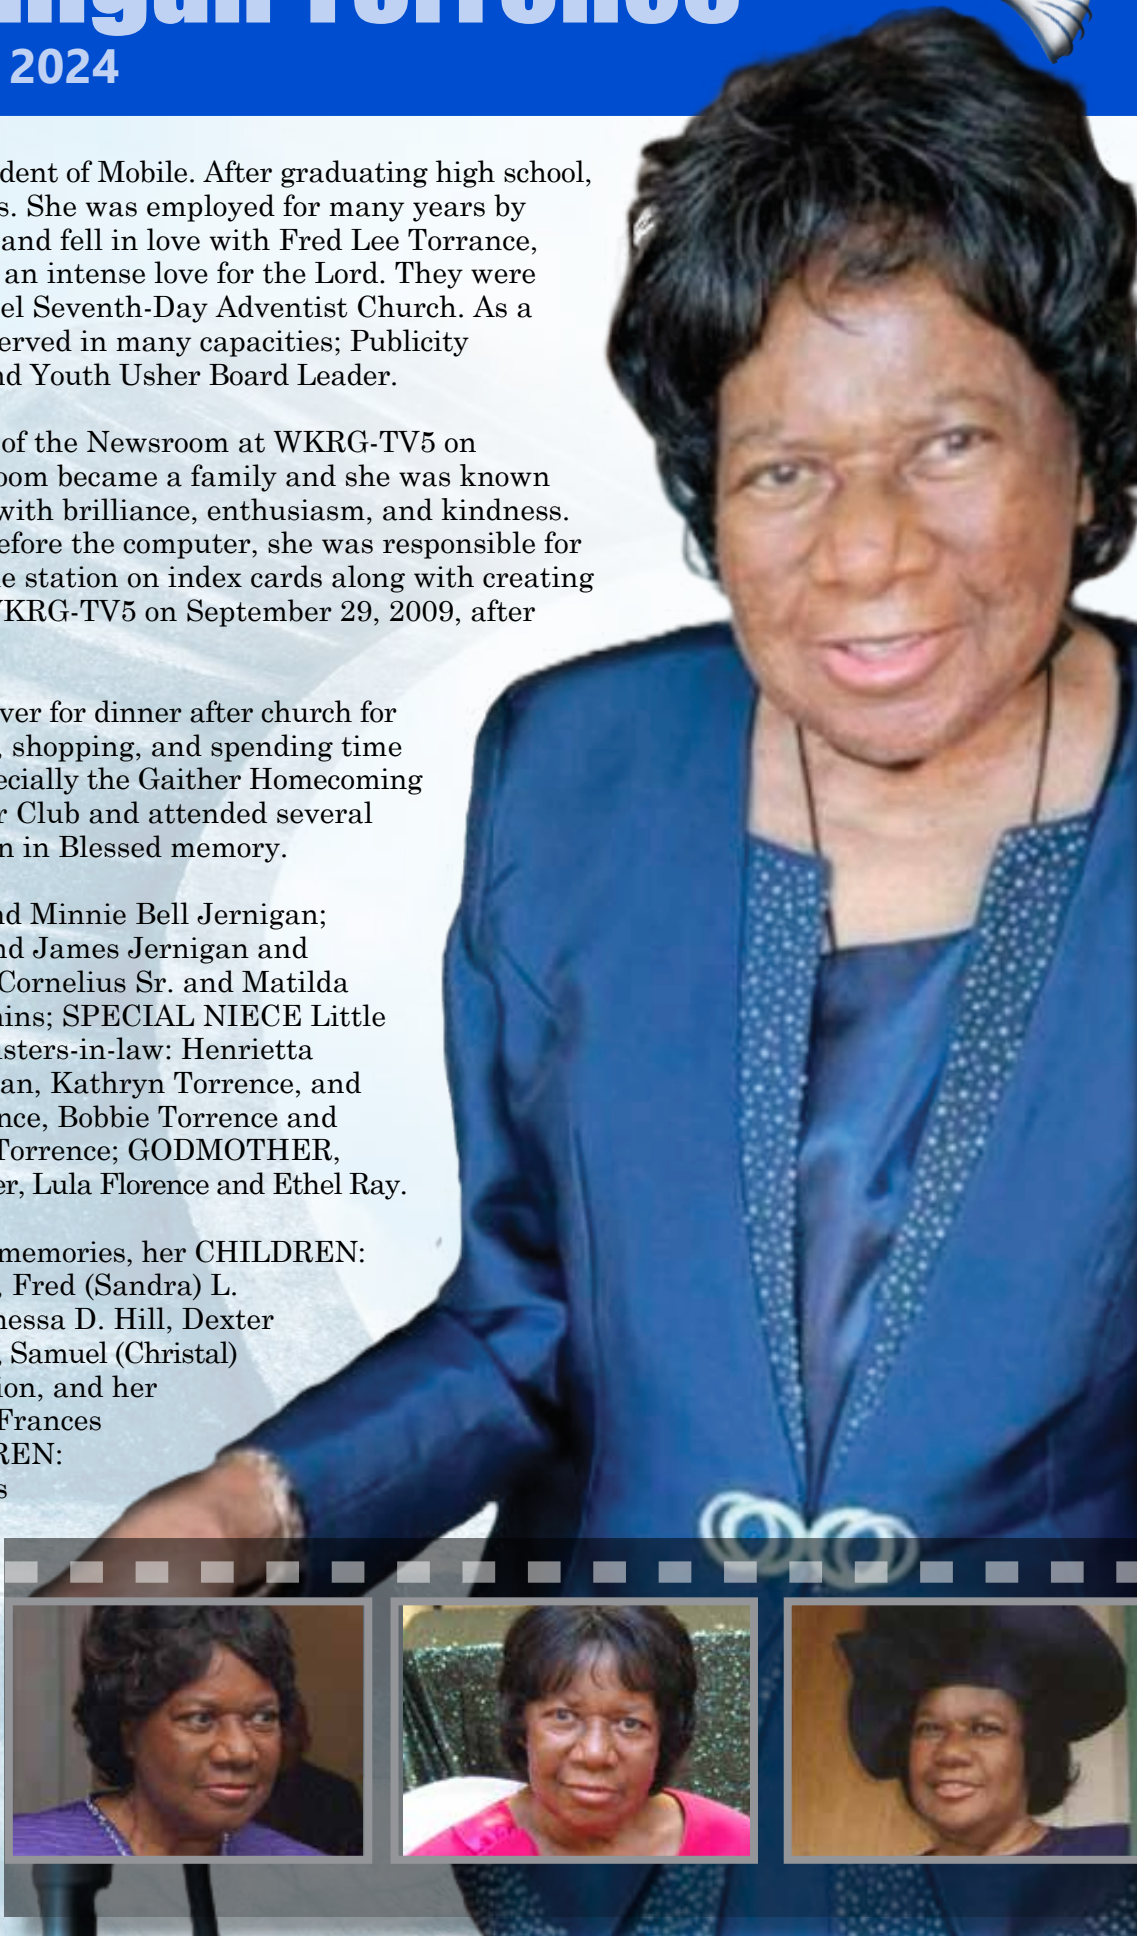 Torrence
2024
dent of Mobile. After graduating high school,
s. She was employed for many years by
and fell in love with Fred Lee Torrance,
an intense love for the Lord. They were
el Seventh-Day Adventist Church. As a
erved in many capacities; Publicity
nd Youth Usher Board Leader.
of the Newsroom at WKRG-TV5 on
oom became a family and she was known
with brilliance, enthusiasm, and kindness.
efore the computer, she was responsible for
e station on index cards along with creating
WKRG-TV5 on September 29, 2009, after
ver for dinner after church for
, shopping, and spending time
ecially the Gaither Homecoming
r Club and attended several
n in Blessed memory.
nd Minnie Bell Jernigan;
nd James Jernigan and
Cornelius Sr. and Matilda
ins; SPECIAL NIECE Little
isters-in-law: Henrietta
an, Kathryn Torrence, and
nce, Bobbie Torrence and
Torrence; GODMOTHER,
er, Lula Florence and Ethel Ray.
memories, her CHILDREN:
, Fred (Sandra) L.
nessa D. Hill, Dexter
, Samuel (Christal)
ion, and her
Frances
REN:
s